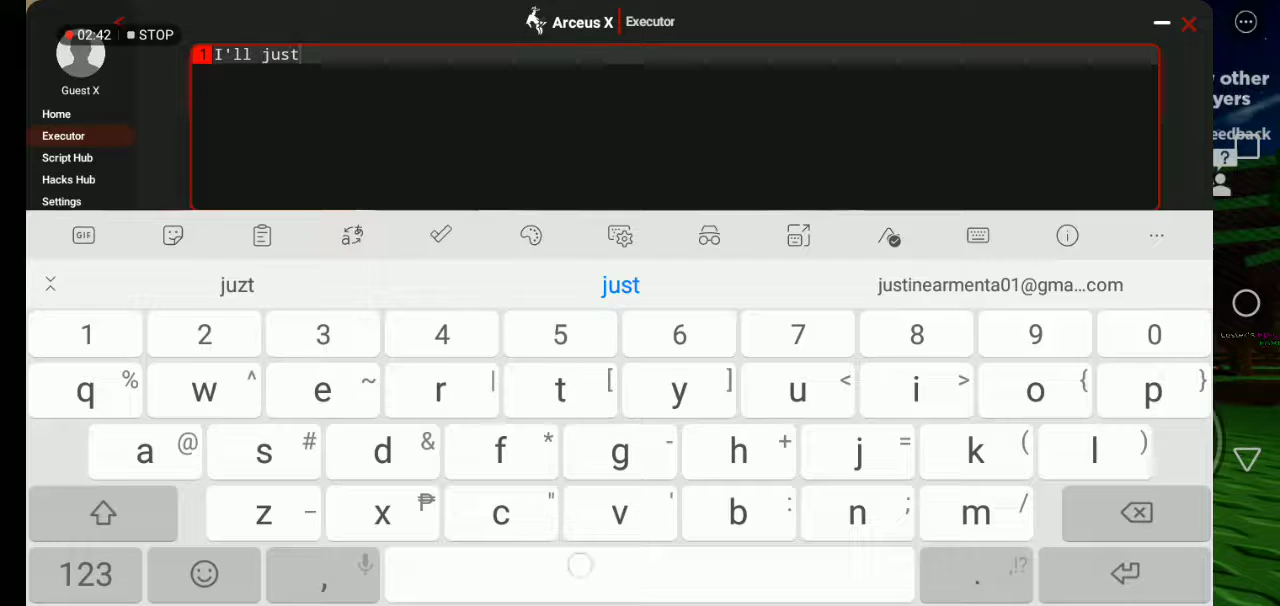 02:42 STOP
Arceus X Executor
1 I'll just
Guest X
Home
Executor
Script Hub
Hacks Hub
Settings
other
yers
eedback
?
GIF
juzt just justinearmenta01@gma...com
1 2 3 4 5 6 7 8 9 0
q % w ^ e ~ r | t [ y ] u < i > o { p }
a @ s # d & f * g - h + j = k ( l )
z _ x ₱ c " v ' b : n ; m /
123 , . ,!?